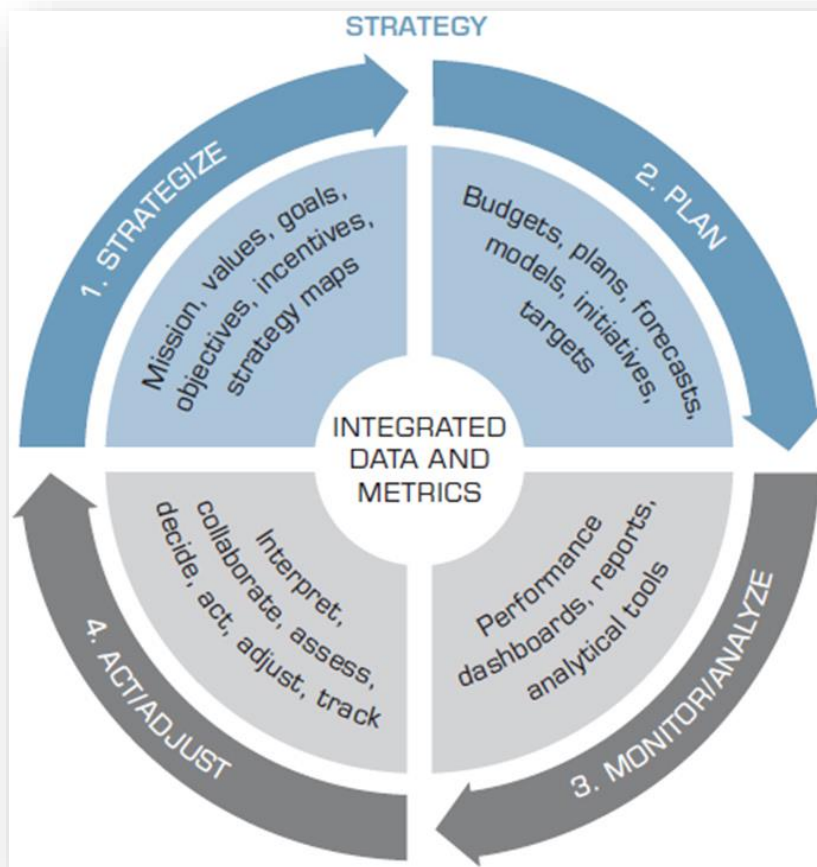 STRATEGY
1. STRATEGIZE
Mission, values, goals,
objectives, incentives,
strategy maps
2. PLAN
Budgets, plans, forecasts,
models, initiatives,
targets
INTEGRATED
DATA AND
METRICS
Performance
dashboards, reports,
analytical tools
3. MONITOR/ANALYZE
Interpret,
collaborate, assess,
decide, act, adjust, track
4. ACT/ADJUST